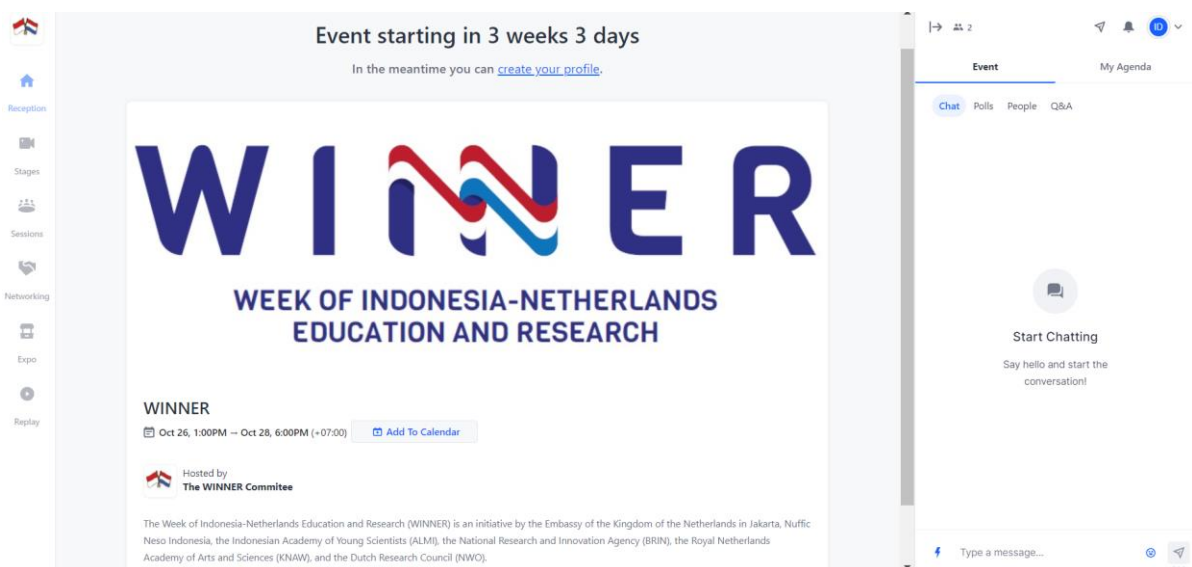 Reception
Stages
Sessions
Networking
Expo
Replay
Event starting in 3 weeks 3 days
In the meantime you can create your profile.
WINNER
WEEK OF INDONESIA-NETHERLANDS
EDUCATION AND RESEARCH
WINNER
Oct 26, 1:00PM — Oct 28, 6:00PM (+07:00) Add To Calendar
Hosted by
The WINNER Commitee
The Week of Indonesia-Netherlands Education and Research (WINNER) is an initiative by the Embassy of the Kingdom of the Netherlands in Jakarta, Nuffic
Neso Indonesia, the Indonesian Academy of Young Scientists (ALMI), the National Research and Innovation Agency (BRIN), the Royal Netherlands
Academy of Arts and Sciences (KNAW), and the Dutch Research Council (NWO).
2
ID
Event My Agenda
Chat Polls People Q&A
Start Chatting
Say hello and start the
conversation!
Type a message...